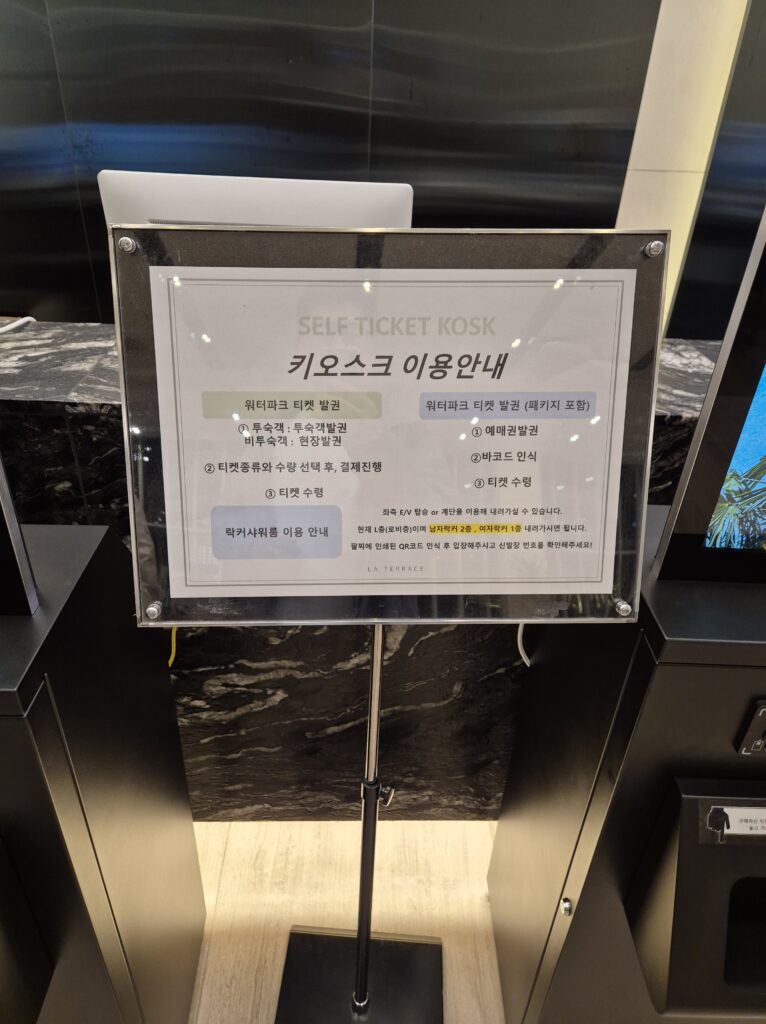 SELF TICKET KOSK
키오스크 이용안내
워터파크 티켓 발권
① 투숙객 : 투숙객발권
비투숙객 : 현장발권
② 티켓종류와 수량 선택 후, 결제진행
③ 티켓 수령
워터파크 티켓 발권 (패키지 포함)
① 예매권발권
②바코드 인식
③ 티켓 수령
락커샤워룸 이용 안내
좌측 E/V 탑승 or 계단을 이용해 내려가실 수 있습니다.
현재 L층(로비층)이며 남자락커 2층 , 여자락커 1층 내려가시면 됩니다.
팔찌에 인쇄된 QR코드 인식 후 입장해주시고 신발장 번호를 확인해주세요!
LA TERRACE